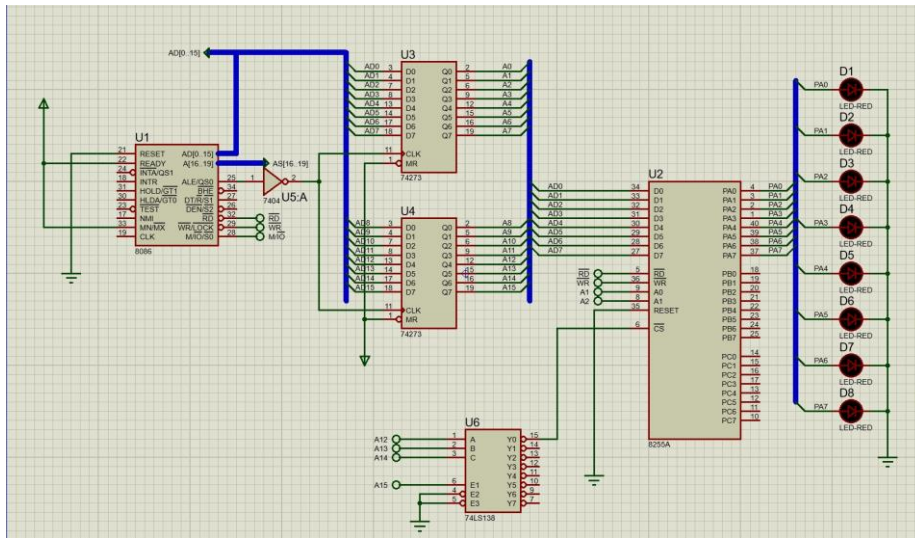 AD[0..15]
U1
21 RESET AD[0..15]
22 READY A[16..19] AS[16..19]
24 INTA/QS1
18 INTR ALE/QS0 25
31 HOLD/GT1 BHE 34
30 HLDA/GT0 DT/R/S1 27
23 TEST DEN/S2 26
17 NMI RD 32 RD
33 MN/MX WR/LOCK 29 WR
19 CLK M/IO/S0 28 M/IO
8086
1 2
7404 U5:A
U3
AD0 3 D0 Q0 2 A0
AD1 4 D1 Q1 5 A1
AD2 7 D2 Q2 6 A2
AD3 8 D3 Q3 9 A3
AD4 13 D4 Q4 12 A4
AD5 14 D5 Q5 15 A5
AD6 17 D6 Q6 16 A6
AD7 18 D7 Q7 19 A7
11 CLK
1 MR
74273
U4
AD8 3 D0 Q0 2 A8
AD9 4 D1 Q1 5 A9
AD10 7 D2 Q2 6 A10
AD11 8 D3 Q3 9 A11
AD12 13 D4 Q4 12 A12
AD13 14 D5 Q5 15 A13
AD14 17 D6 Q6 16 A14
AD15 18 D7 Q7 19 A15
11 CLK
1 MR
74273
U6
A12 1 A Y0 15
A13 2 B Y1 14
A14 3 C Y2 13
Y3 12
Y4 11
A15 6 E1 Y5 10
4 E2 Y6 9
5 E3 Y7 7
74LS138
U2
AD0 34 D0 PA0 4 PA0
AD1 33 D1 PA1 3 PA1
AD2 32 D2 PA2 2 PA2
AD3 31 D3 PA3 1 PA3
AD4 30 D4 PA4 40 PA4
AD5 29 D5 PA5 39 PA5
AD6 28 D6 PA6 38 PA6
AD7 27 D7 PA7 37 PA7
RD 5 RD PB0 18
WR 36 WR PB1 19
A1 9 A0 PB2 20
A2 8 A1 PB3 21
35 RESET PB4 22
PB5 23
6 CS PB6 24
PB7 25
PC0 14
PC1 15
PC2 16
PC3 17
PC4 13
PC5 12
PC6 11
PC7 10
8255A
D1
PA0
LED-RED
D2
PA1
LED-RED
D3
PA2
LED-RED
D4
PA3
LED-RED
D5
PA4
LED-RED
D6
PA5
LED-RED
D7
PA6
LED-RED
D8
PA7
LED-RED